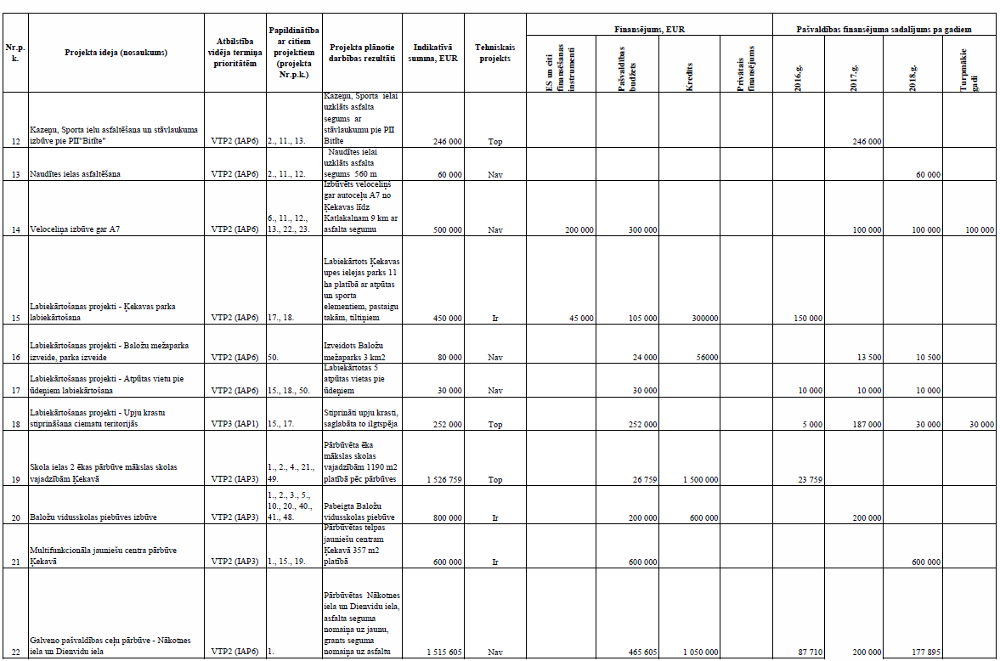 Nr.p.k. Projekta ideja (nosaukums) Atbilstība vidēja termiņa prioritātēm Papildinātība ar citiem projektiem (projekta Nr.p.k.) Projekta plānotie darbības rezultāti Indikatīvā summa, EUR Tehniskais projekts Finansējums, EUR Pašvaldības finansējuma sadalījums pa gadiem
ES un citi finansēšanas instrumenti Pašvaldības budžets Kredīts Privātais finansējums 2016.g. 2017.g. 2018.g. Turpmākie gadi
12 Kazeņu, Sporta ielu asfaltēšana un stāvlaukuma izbūve pie PII"Bitīte" VTP2 (IAP6) 2., 11., 13. Kazeņu, Sporta ielai uzklāts asfalta segums ar stāvlaukumu pie PII Bitīte 246 000 Top 246 000
13 Naudītes ielas asfaltēšana VTP2 (IAP6) 2., 11., 12. Naudītes ielai uzklāts asfalta segums 560 m 60 000 Nav 60 000
14 Veloceliņa izbūve gar A7 VTP2 (IAP6) 6., 11., 12., 13., 22., 23. Izbūvēts veloceliņš gar autoceļu A7 no Ķekavas līdz Katlakalnam 9 km ar asfalta segumu 500 000 Nav 200 000 300 000 100 000 100 000 100 000
15 Labiekārtošanas projekti - Ķekavas parka labiekārtošana VTP2 (IAP6) 17., 18. Labiekārtots Ķekavas upes ielejas parks 11 ha platībā ar atpūtas un sporta elementiem, pastaigu takām, tiltiņiem 450 000 Ir 45 000 105 000 300000 150 000
16 Labiekārtošanas projekti - Baložu mežaparka izveide, parka izveide VTP2 (IAP6) 50. Izveidots Baložu mežaparks 3 km2 80 000 Nav 24 000 56000 13 500 10 500
17 Labiekārtošanas projekti - Atpūtas vietu pie ūdeņiem labiekārtošana VTP2 (IAP6) 15., 18., 50. Labiekārtotas 5 atpūtas vietas pie ūdeņiem 30 000 Nav 30 000 10 000 10 000 10 000
18 Labiekārtošanas projekti - Upju krastu stiprināšana ciematu teritorijās VTP3 (IAP1) 15., 17. Stiprināti upju krasti, saglabāta to ilgtspēja 252 000 Top 252 000 5 000 187 000 30 000 30 000
19 Skola ielas 2 ēkas pārbūve mākslas skolas vajadzībām Ķekavā VTP2 (IAP3) 1., 2., 4., 21., 49. Pārbūvēta ēka mākslas skolas vajadzībām 1190 m2 platībā pēc pārbūves 1 526 759 Top 26 759 1 500 000 23 759
20 Baložu vidusskolas piebūves izbūve VTP2 (IAP3) 1., 2., 3., 5., 10., 20., 40., 41., 48. Pabeigta Baložu vidusskolas piebūve 800 000 Ir 200 000 600 000 200 000
21 Multifunkcionāla jauniešu centra pārbūve Ķekavā VTP2 (IAP3) 1., 15., 19. Pārbūvētas telpas jauniešu centram Ķekavā 357 m2 platībā 600 000 Ir 600 000 600 000
22 Galveno pašvaldības ceļu pārbūve - Nākotnes iela un Dienvidu iela VTP2 (IAP6) 1. Pārbūvētas Nākotnes iela un Dienvidu iela, asfalta seguma nomaiņa uz jaunu, grants seguma nomaiņa uz asfaltu 1 515 605 Nav 465 605 1 050 000 87 710 200 000 177 895